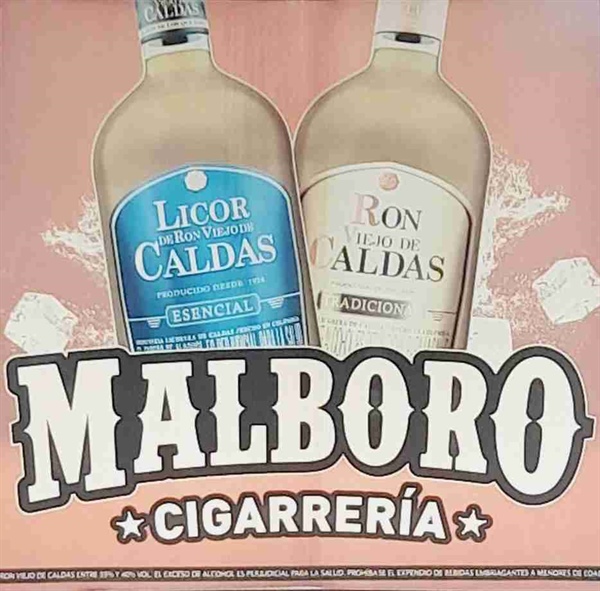 CALDAS
LICOR
DE RON VIEJO DE
CALDAS
PRODUCIDO DESDE 1928
ESENCIAL
RON
VIEJO DE
CALDAS
TRADICIONAL
MALBORO
★CIGARRERÍA★
RON VIEJO DE CALDAS ENTRE 35% Y 40% VOL. EL EXCESO DE ALCOHOL ES PERJUDICIAL PARA LA SALUD. PROHÍBASE EL EXPENDIO DE BEBIDAS EMBRIAGANTES A MENORES DE EDAD